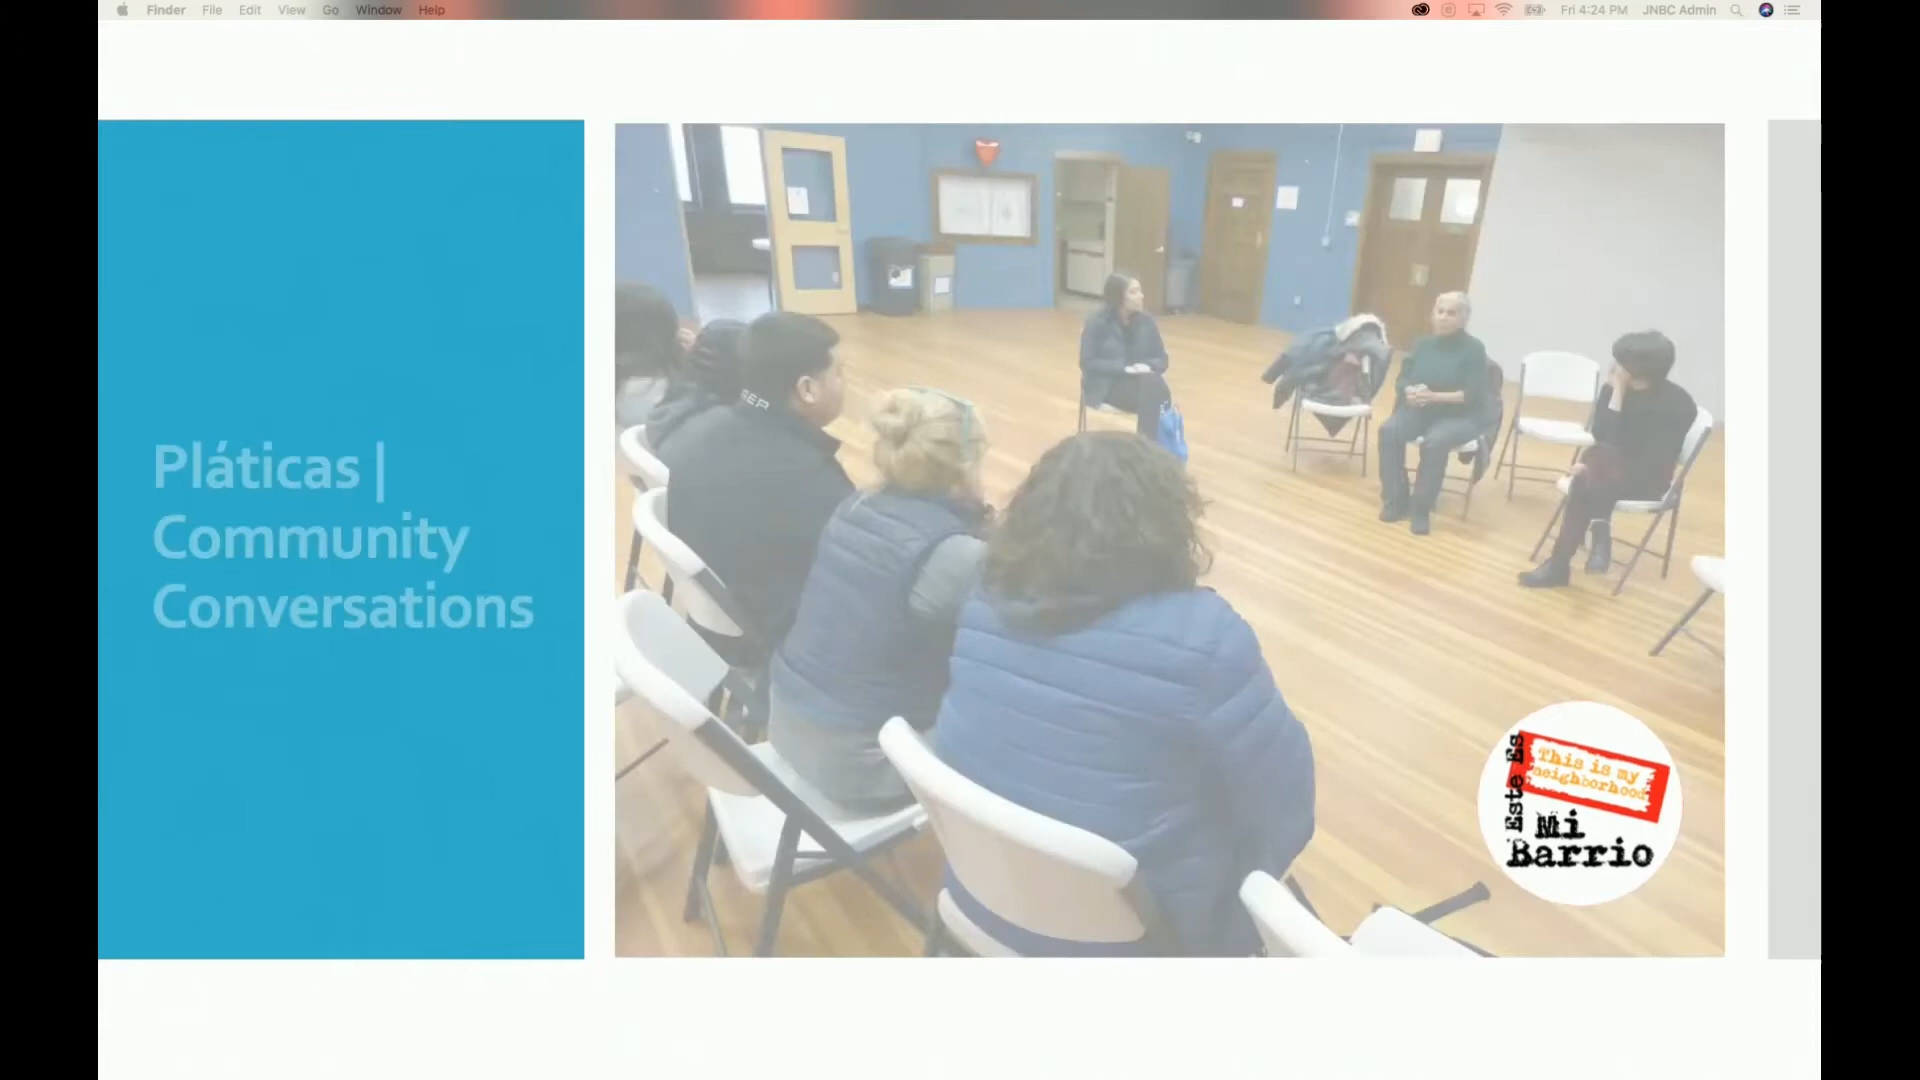 Finder File Edit View Go Window Help
Fri 4:24 PM JNBC Admin
Pláticas |
Community
Conversations
SEP
Este Es
This is my
neighborhood
Mi
Barrio